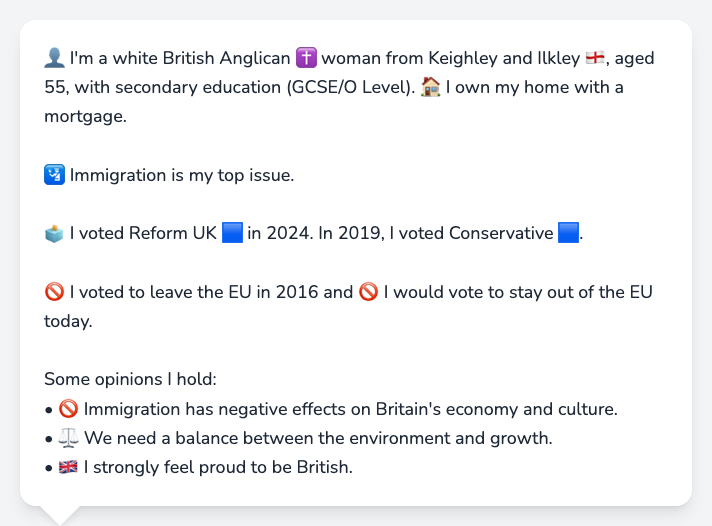 👤 I'm a white British Anglican ✝️ woman from Keighley and Ilkley 🏴󠁧󠁢󠁥󠁮󠁧󠁿, aged
55, with secondary education (GCSE/O Level). 🏠 I own my home with a
mortgage.
🛂 Immigration is my top issue.
🗳️ I voted Reform UK 🟦 in 2024. In 2019, I voted Conservative 🟦.
🚫 I voted to leave the EU in 2016 and 🚫 I would vote to stay out of the EU
today.
Some opinions I hold:
• 🚫 Immigration has negative effects on Britain's economy and culture.
• ⚖️ We need a balance between the environment and growth.
• 🇬🇧 I strongly feel proud to be British.